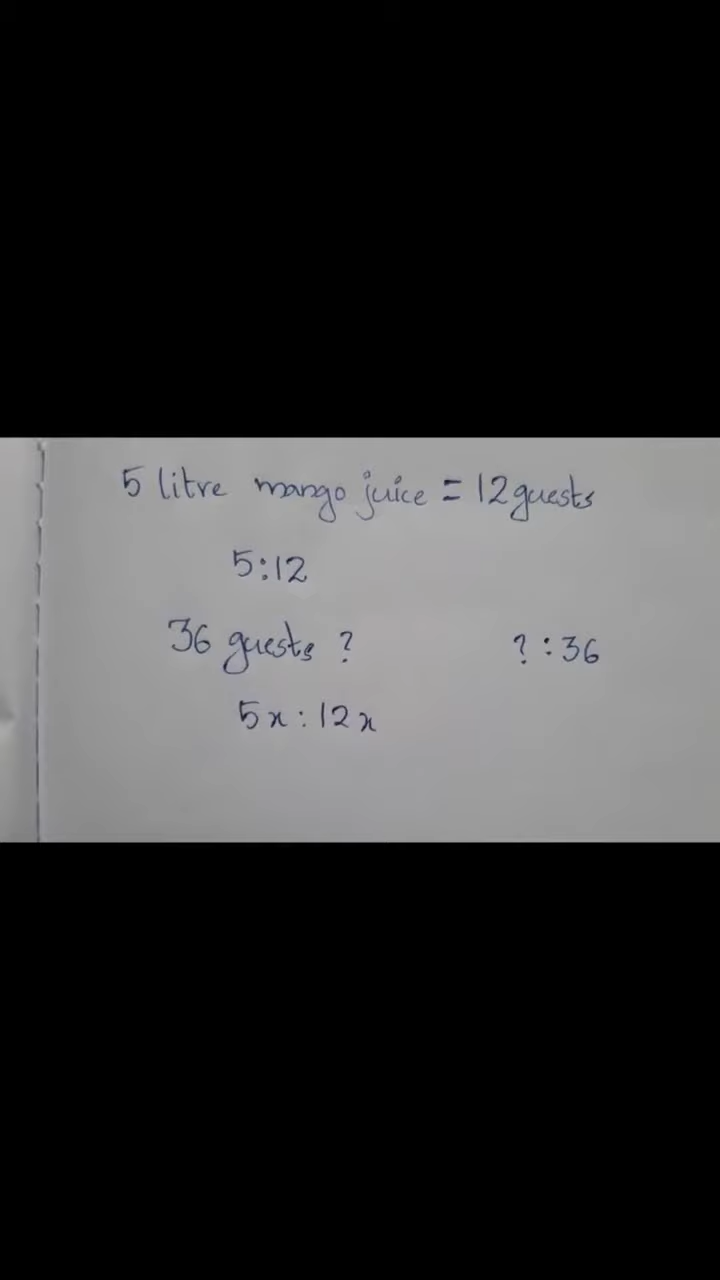 5 litre mango juice = 12 guests
5:12
36 guests ? ? : 36
5x : 12x